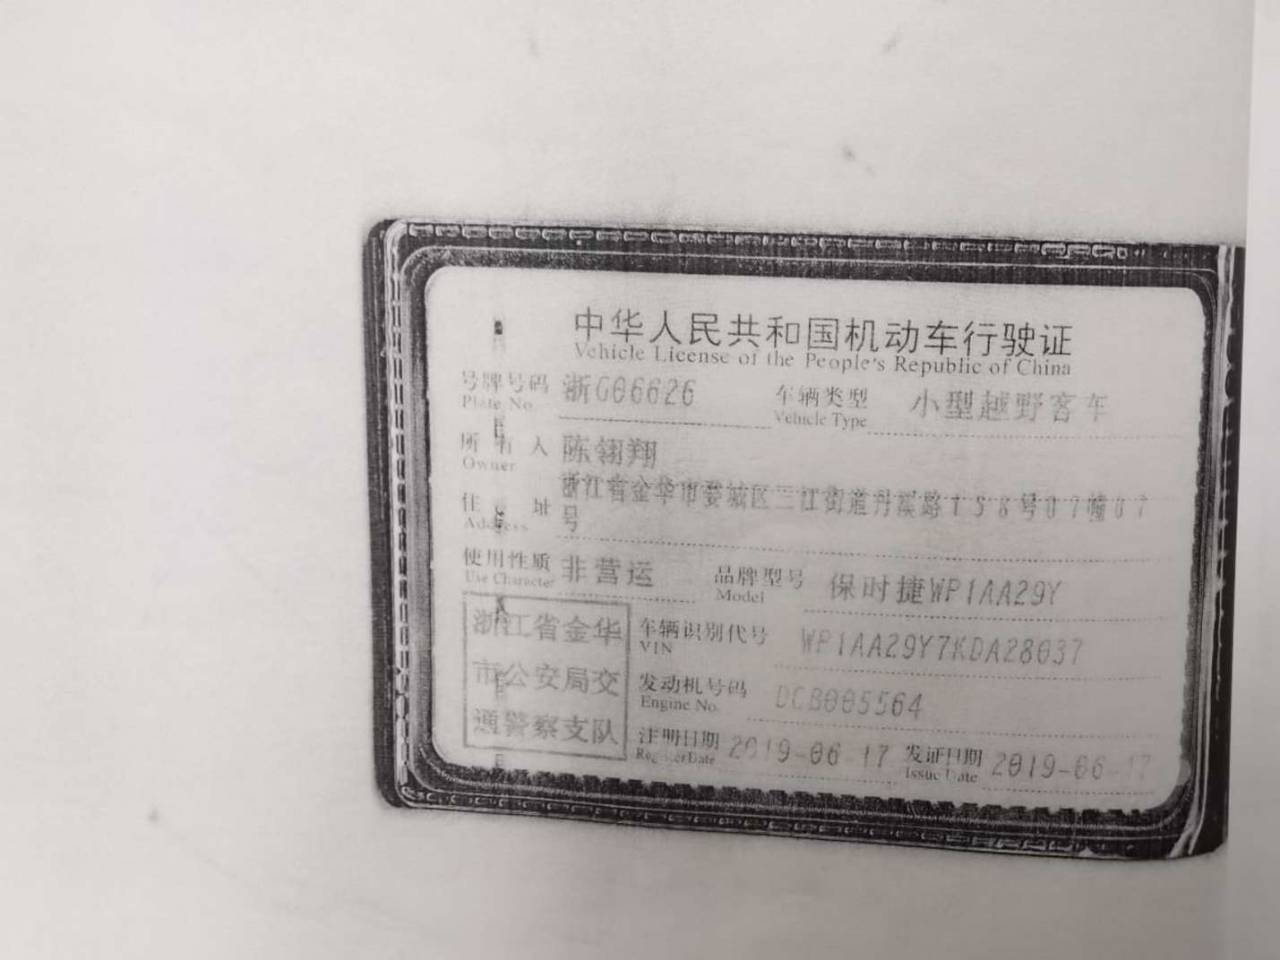 中华人民共和国机动车行驶证
Vehicle License of the People's Republic of China
号牌号码 浙G06626 车辆类型 小型越野客车
Plate No. Vehicle Type
所有人 陈翎翔
Owner
住址 浙江省金华市婺城区三江街道丹溪路158号07幢07
Address 号
使用性质 非营运 品牌型号 保时捷WP1AA29Y
Use Character Model
浙江省金华
市公安局交
通警察支队
车辆识别代号 WP1AA29Y7KDA28037
VIN
发动机号码 DCB005564
Engine No.
注册日期 2019-06-17 发证日期 2019-06-17
Register Date Issue Date